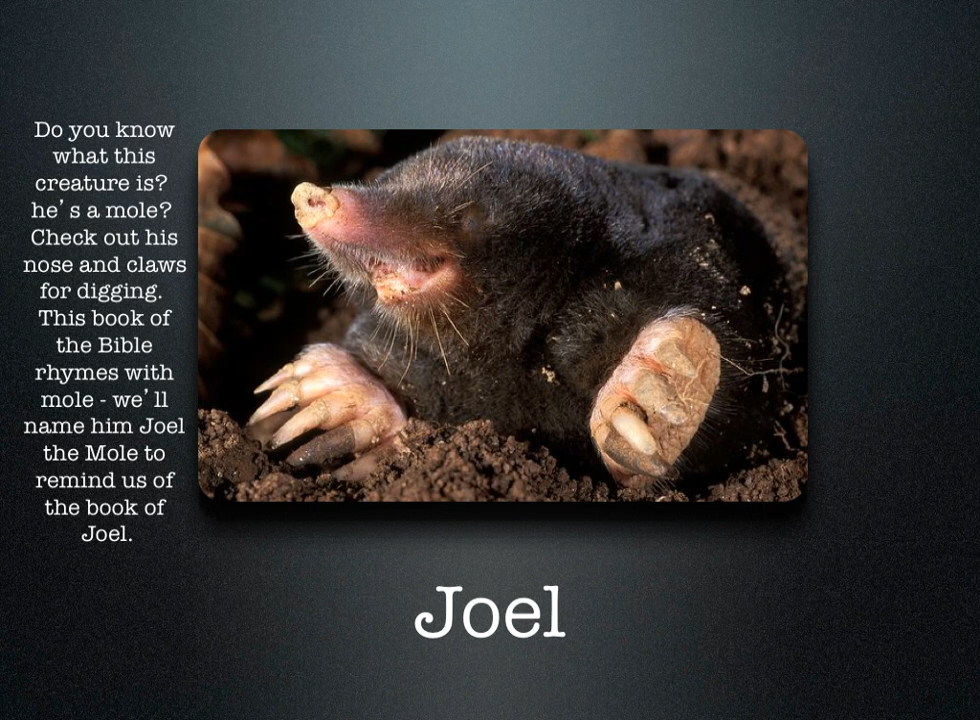 Do you know
what this
creature is?
he's a mole?
Check out his
nose and claws
for digging.
This book of
the Bible
rhymes with
mole - we'll
name him Joel
the Mole to
remind us of
the book of
Joel.
Joel